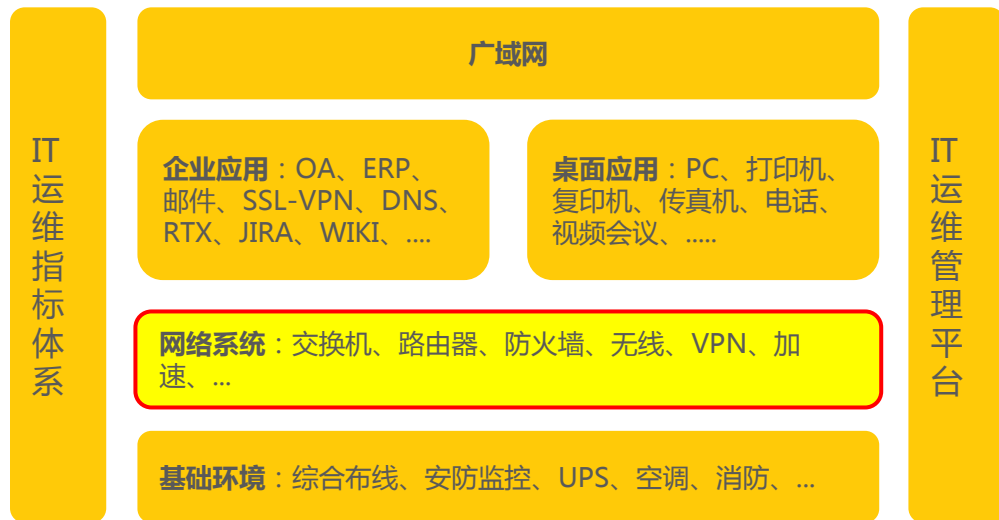 IT运维指标体系
广域网
企业应用：OA、ERP、
邮件、SSL-VPN、DNS、
RTX、JIRA、WIKI、....
桌面应用：PC、打印机、
复印机、传真机、电话、
视频会议、.....
网络系统：交换机、路由器、防火墙、无线、VPN、加
速、...
基础环境：综合布线、安防监控、UPS、空调、消防、...
IT运维管理平台